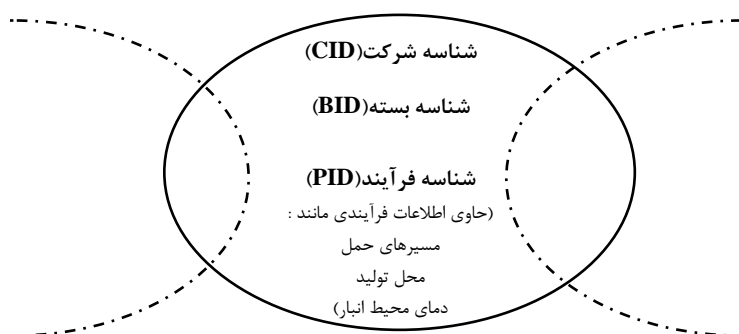 شناسه شرکت(CID)
شناسه بسته(BID)
شناسه فرآیند(PID)
(حاوی اطلاعات فرآیندی مانند :
مسیرهای حمل
محل تولید
دمای محیط انبار)